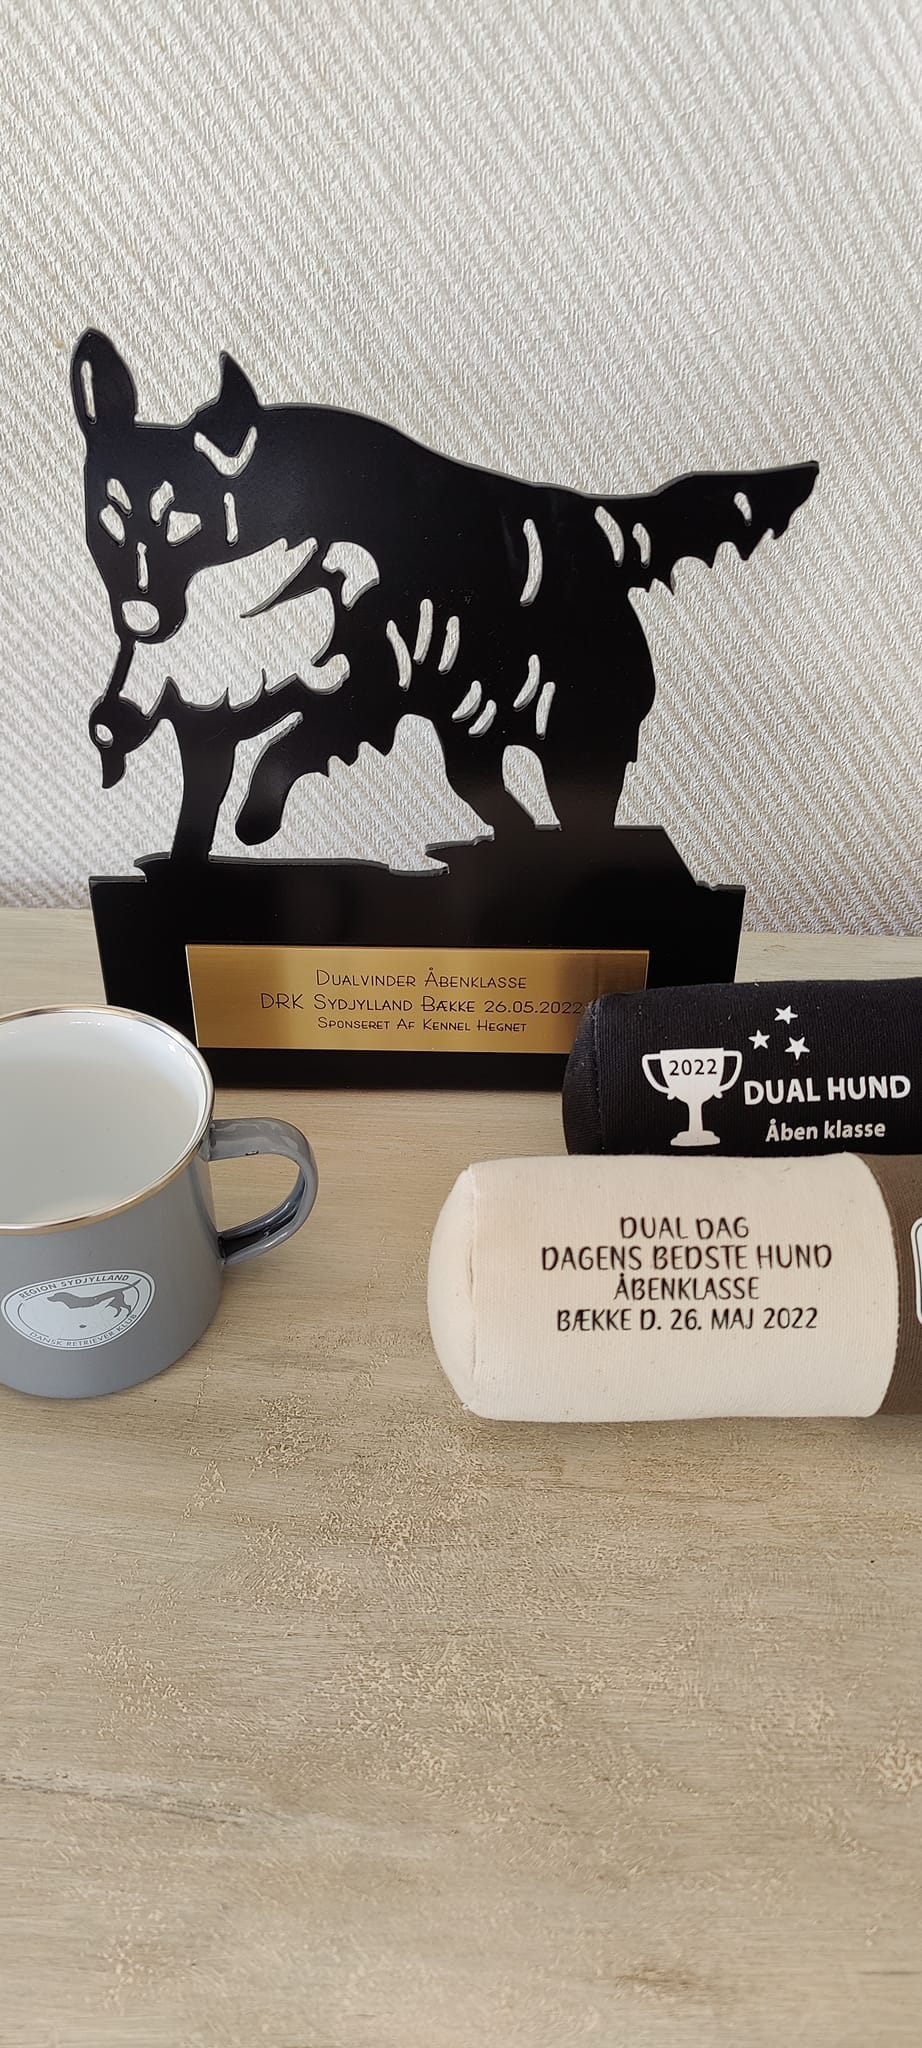 Dualvinder Åbenklasse
DRK Sydjylland Bække 26.05.2022
Sponseret Af Kennel Hegnet
2022
DUAL HUND
Åben klasse
DUAL DAG
DAGENS BEDSTE HUND
ÅBENKLASSE
BÆKKE D. 26. MAJ 2022
REGION SYDJYLLAND
DANSK RETRIEVER KLUB